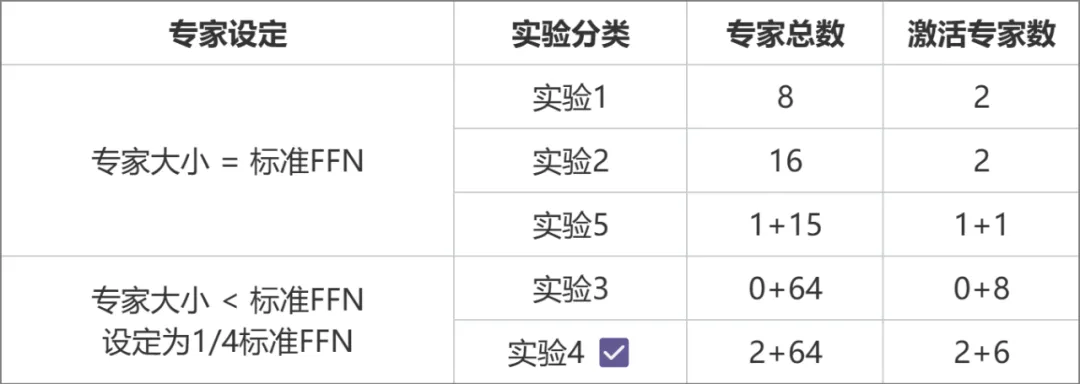 专家设定 实验分类 专家总数 激活专家数
专家大小 = 标准FFN
实验1 8 2
实验2 16 2
实验5 1+15 1+1
专家大小 < 标准FFN
设定为1/4标准FFN
实验3 0+64 0+8
实验4 2+64 2+6